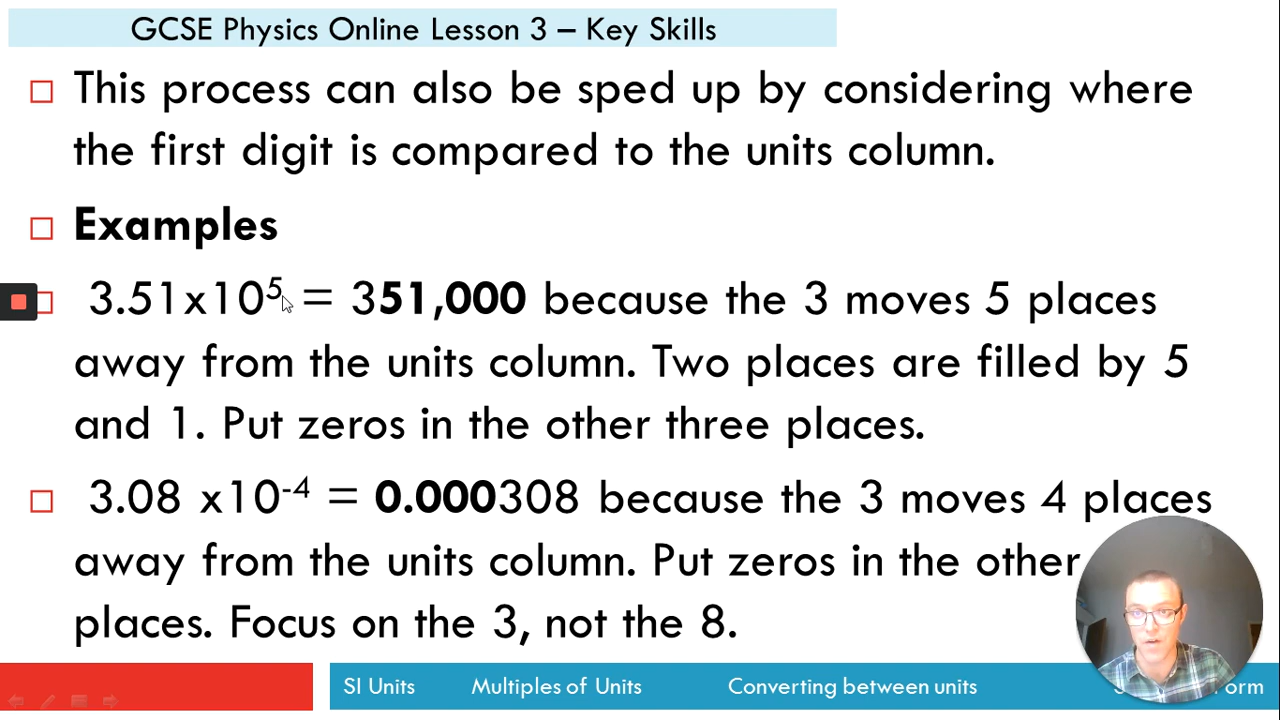 GCSE Physics Online Lesson 3 – Key Skills
This process can also be sped up by considering where
the first digit is compared to the units column.
Examples
3.51x10⁵ = 351,000 because the 3 moves 5 places
away from the units column. Two places are filled by 5
and 1. Put zeros in the other three places.
3.08 x10⁻⁴ = 0.000308 because the 3 moves 4 places
away from the units column. Put zeros in the other
places. Focus on the 3, not the 8.
SI Units Multiples of Units Converting between units